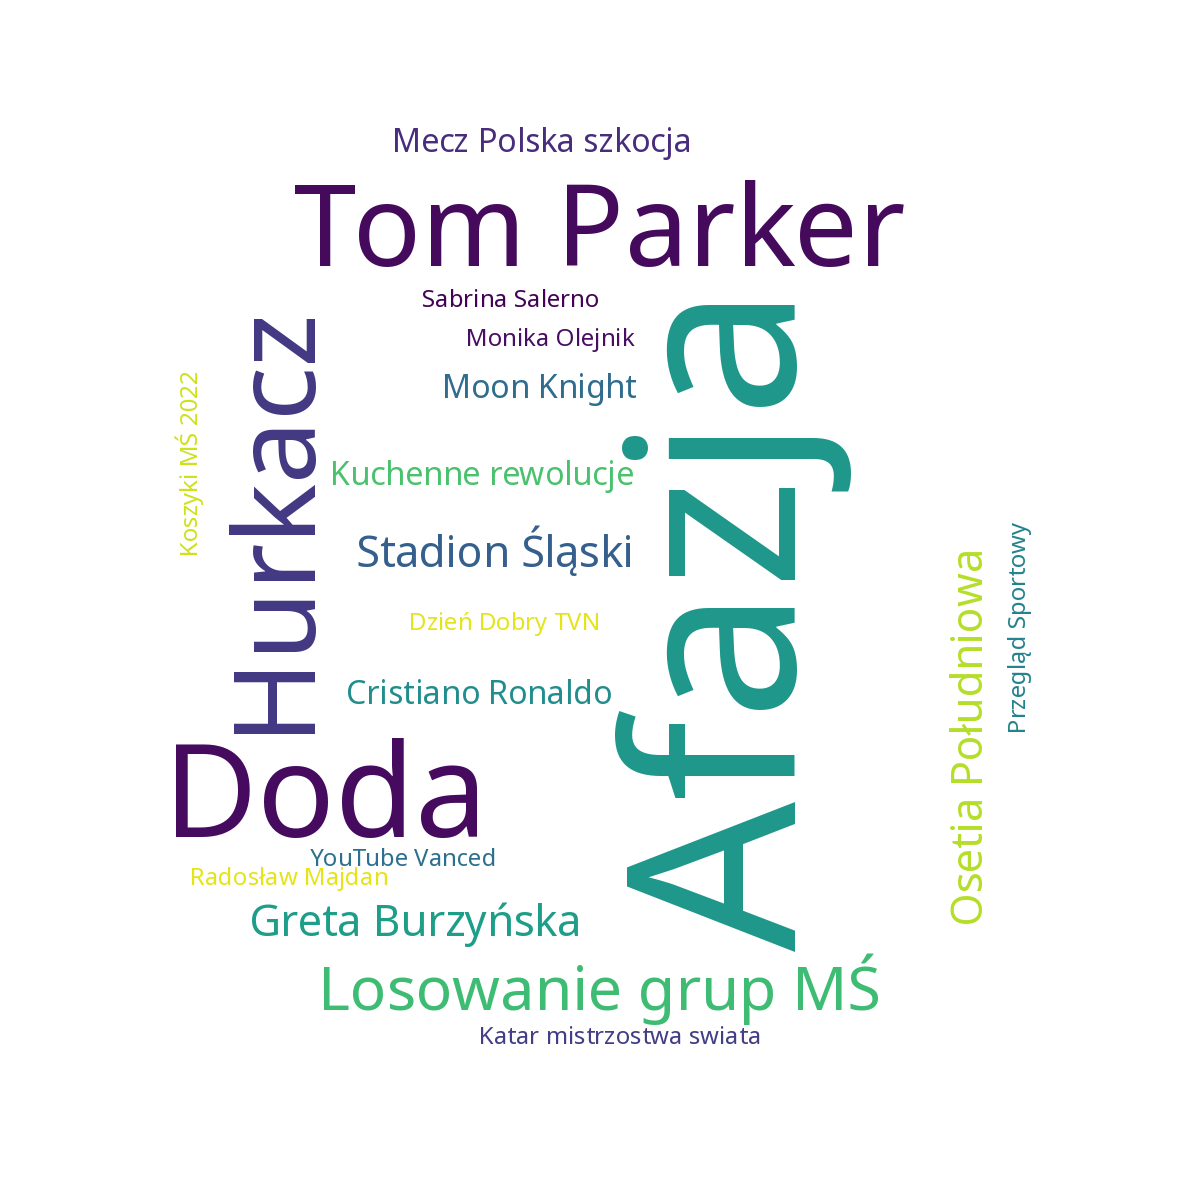 Mecz Polska szkocja
Tom Parker
Sabrina Salerno
Monika Olejnik
Moon Knight
Koszyki MŚ 2022
Hurkacz
Kuchenne rewolucje
Afazja
Stadion Śląski
Dzień Dobry TVN
Cristiano Ronaldo
Osetia Południowa
Przegląd Sportowy
Doda
YouTube Vanced
Radosław Majdan
Greta Burzyńska
Losowanie grup MŚ
Katar mistrzostwa swiata